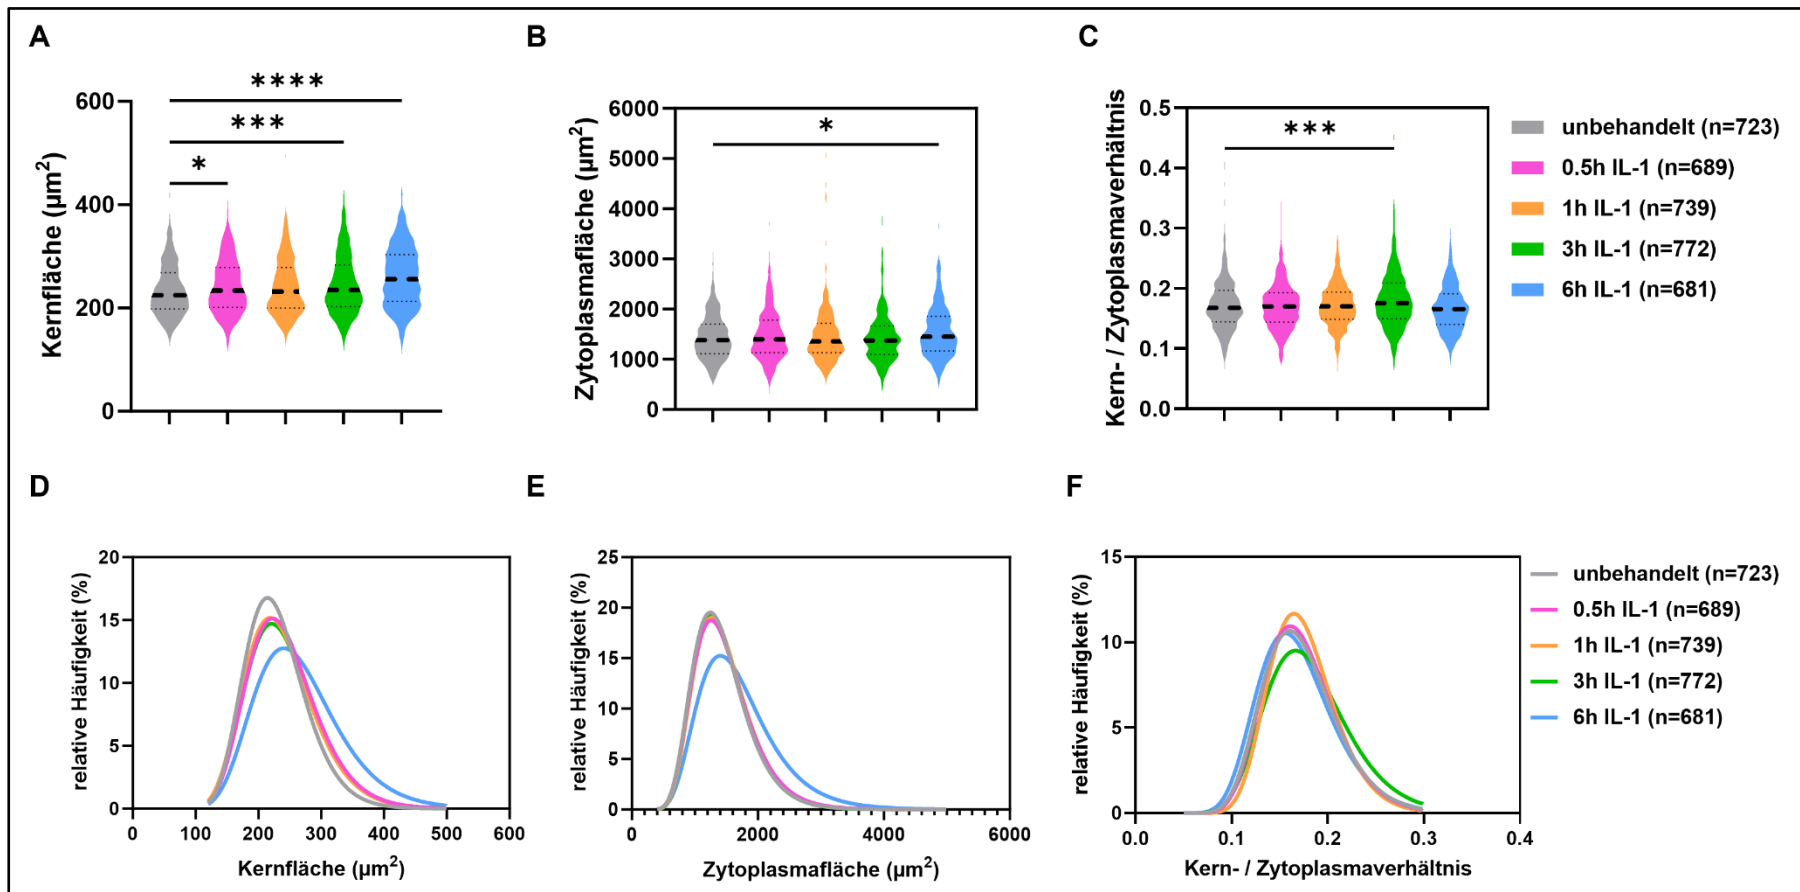 A
B
C
Kernfläche (µm²)
600
400
200
0
****
***
*
Zytoplasmafläche (µm²)
6000
5000
4000
3000
2000
1000
0
*
Kern- / Zytoplasmaverhältnis
0.5
0.4
0.3
0.2
0.1
0.0
***
unbehandelt (n=723)
0.5h IL-1 (n=689)
1h IL-1 (n=739)
3h IL-1 (n=772)
6h IL-1 (n=681)
D
E
F
relative Häufigkeit (%)
20
15
10
5
0
0 100 200 300 400 500 600
Kernfläche (µm²)
relative Häufigkeit (%)
25
20
15
10
5
0
0 2000 4000 6000
Zytoplasmafläche (µm²)
relative Häufigkeit (%)
15
10
5
0
0.0 0.1 0.2 0.3 0.4
Kern- / Zytoplasmaverhältnis
unbehandelt (n=723)
0.5h IL-1 (n=689)
1h IL-1 (n=739)
3h IL-1 (n=772)
6h IL-1 (n=681)